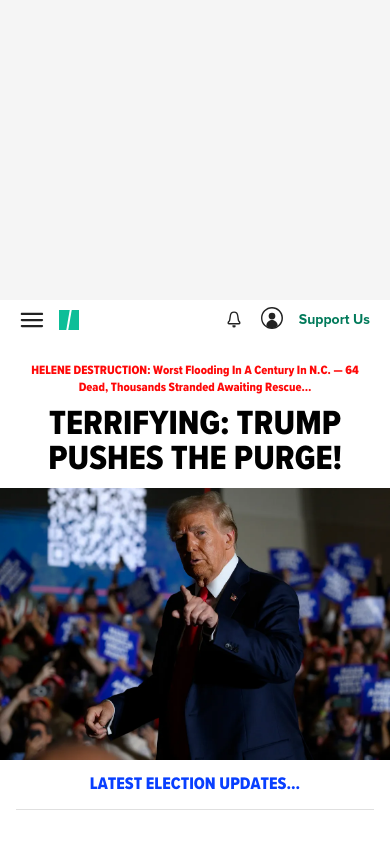 Support Us
HELENE DESTRUCTION: Worst Flooding In A Century In N.C. — 64
Dead, Thousands Stranded Awaiting Rescue...
TERRIFYING: TRUMP
PUSHES THE PURGE!
LATEST ELECTION UPDATES...